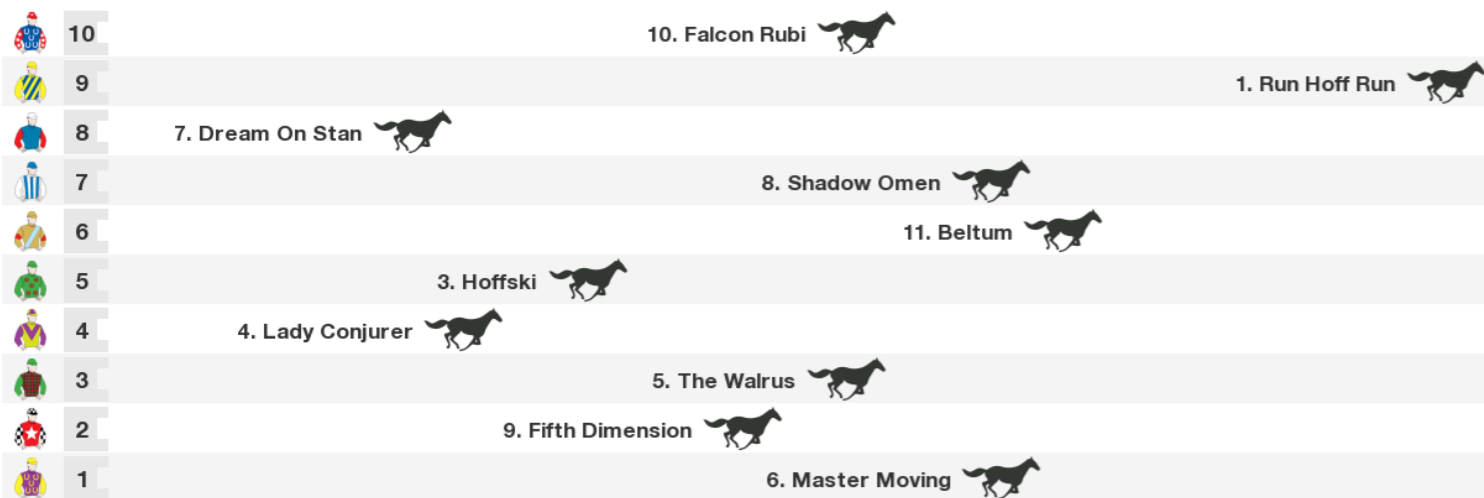 10 10. Falcon Rubi
9 1. Run Hoff Run
8 7. Dream On Stan
7 8. Shadow Omen
6 11. Beltum
5 3. Hoffski
4 4. Lady Conjurer
3 5. The Walrus
2 9. Fifth Dimension
1 6. Master Moving